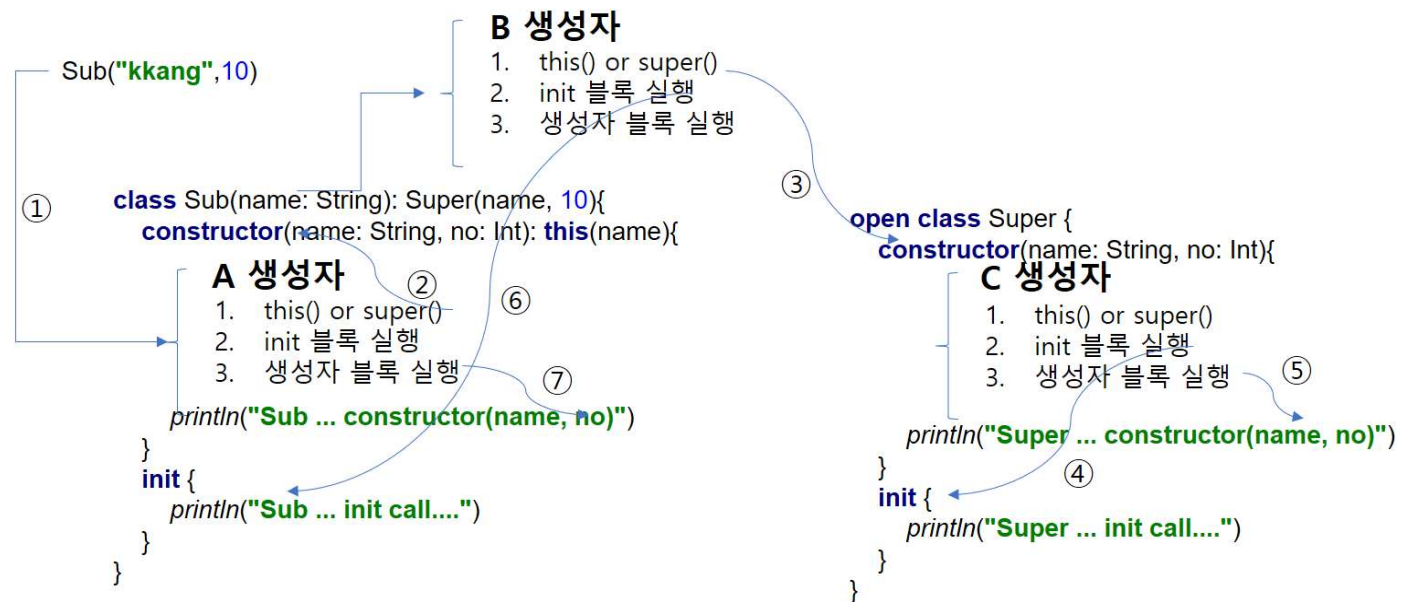 Sub("kkang",10)
B 생성자
1. this() or super()
2. init 블록 실행
3. 생성자 블록 실행
①
class Sub(name: String): Super(name, 10){
constructor(name: String, no: Int): this(name){
A 생성자
1. this() or super()
2. init 블록 실행
3. 생성자 블록 실행
②
⑥
⑦
println("Sub ... constructor(name, no)")
}
init {
println("Sub ... init call....")
}
}
③
open class Super {
constructor(name: String, no: Int){
C 생성자
1. this() or super()
2. init 블록 실행
3. 생성자 블록 실행
⑤
println("Super ... constructor(name, no)")
}
④
init {
println("Super ... init call....")
}
}